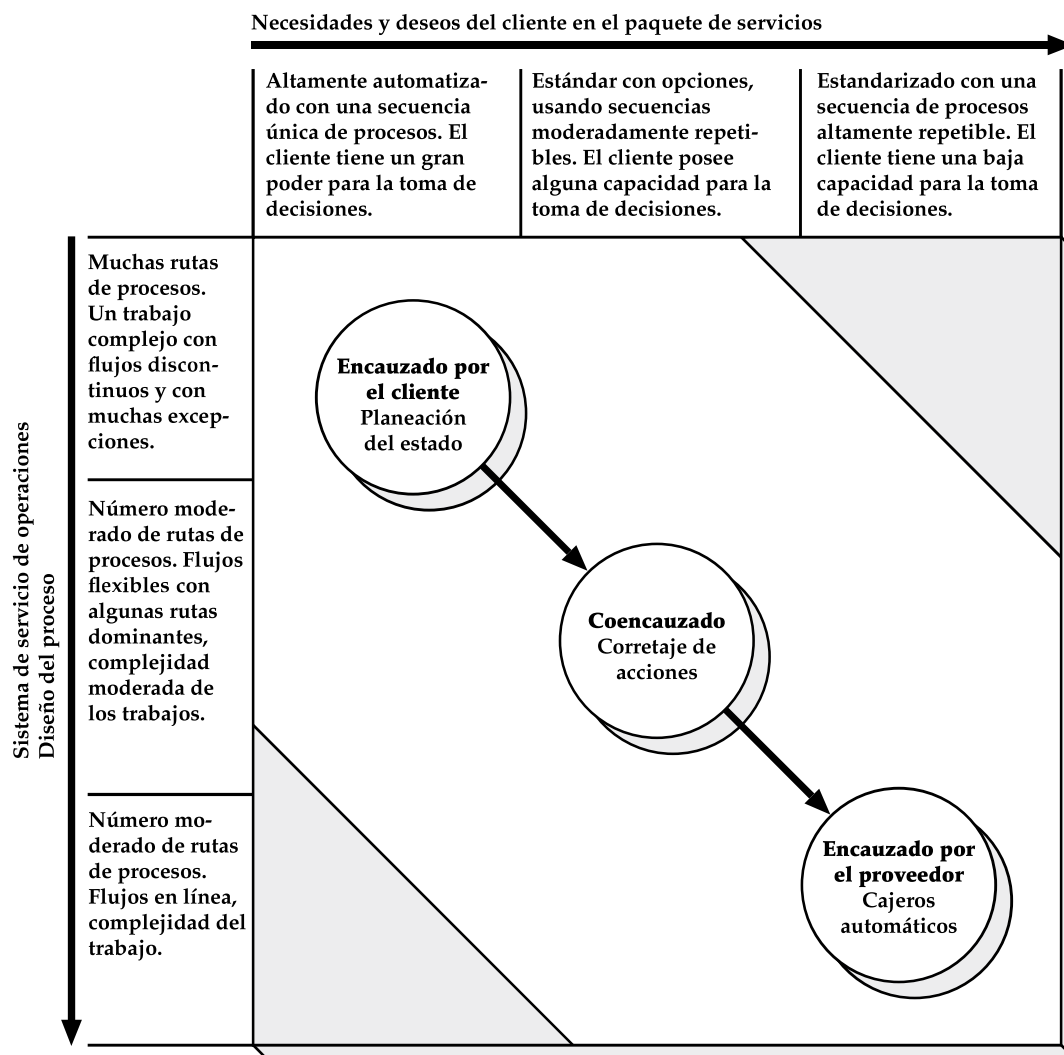 Necesidades y deseos del cliente en el paquete de servicios
Altamente automatiza-
do con una secuencia
única de procesos. El
cliente tiene un gran
poder para la toma de
decisiones.
Estándar con opciones,
usando secuencias
moderadamente repeti-
bles. El cliente posee
alguna capacidad para la
toma de decisiones.
Estandarizado con una
secuencia de procesos
altamente repetible. El
cliente tiene una baja
capacidad para la toma
de decisiones.
Sistema de servicio de operaciones
Diseño del proceso
Muchas rutas
de procesos.
Un trabajo
complejo con
flujos discon-
tinuos y con
muchas excep-
ciones.
Encauzado por
el cliente
Planeación
del estado
Número mode-
rado de rutas de
procesos. Flujos
flexibles con
algunas rutas
dominantes,
complejidad
moderada de
los trabajos.
Coencauzado
Corretaje de
acciones
Número mo-
derado de rutas
de procesos.
Flujos en línea,
complejidad del
trabajo.
Encauzado por
el proveedor
Cajeros
automáticos